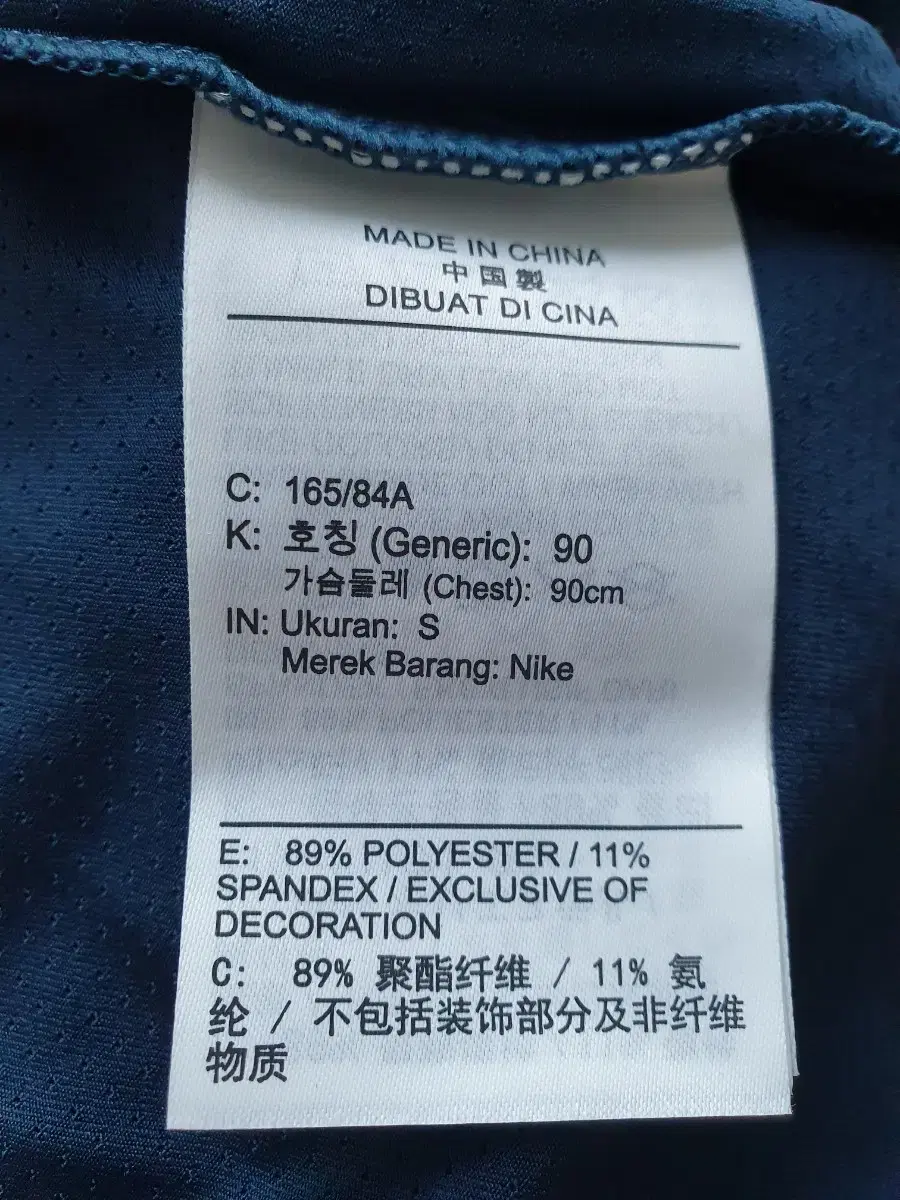 MADE IN CHINA
中国製
DIBUAT DI CINA
C: 165/84A
K: 호칭 (Generic): 90
가슴둘레 (Chest): 90cm
IN: Ukuran: S
Merek Barang: Nike
E: 89% POLYESTER / 11%
SPANDEX / EXCLUSIVE OF
DECORATION
C: 89% 聚酯纤维 / 11% 氨
纶 / 不包括装饰部分及非纤维
物质